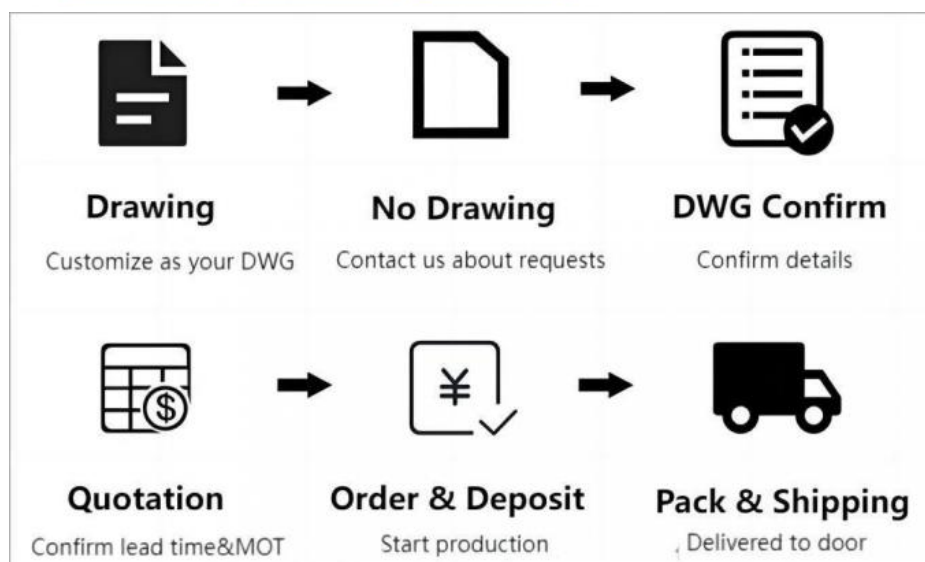 Drawing
Customize as your DWG
No Drawing
Contact us about requests
DWG Confirm
Confirm details
$
Quotation
Confirm lead time&MOT
¥
Order & Deposit
Start production
Pack & Shipping
Delivered to door